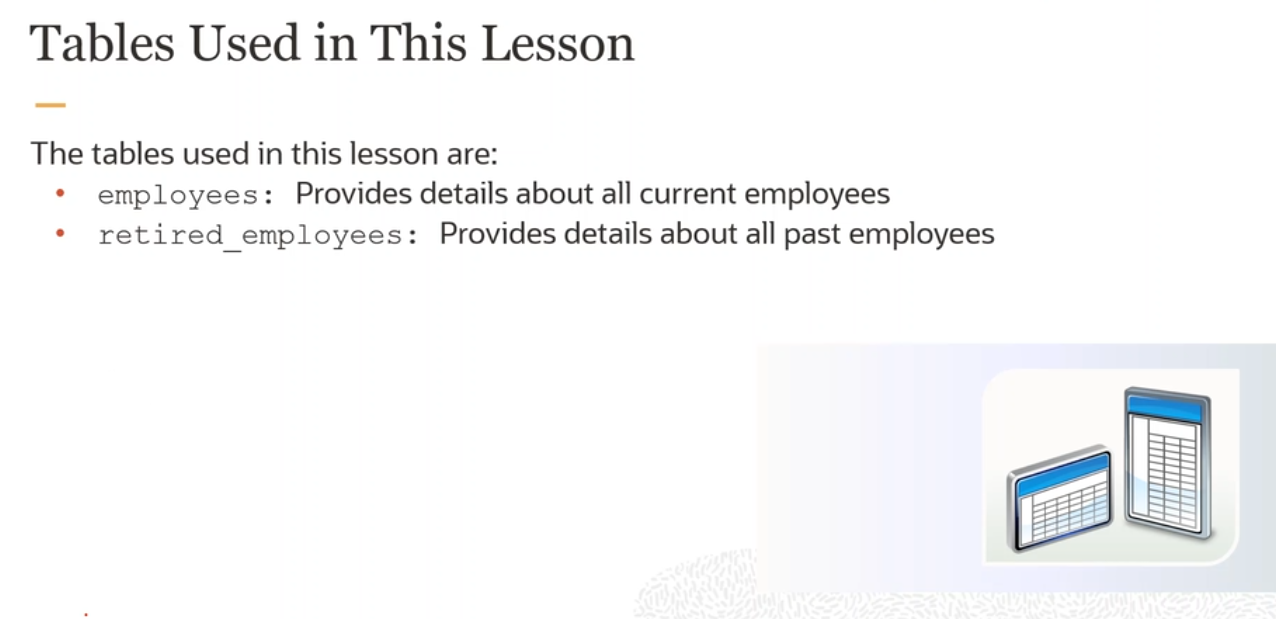 Tables Used in This Lesson
The tables used in this lesson are:
• employees: Provides details about all current employees
• retired_employees: Provides details about all past employees